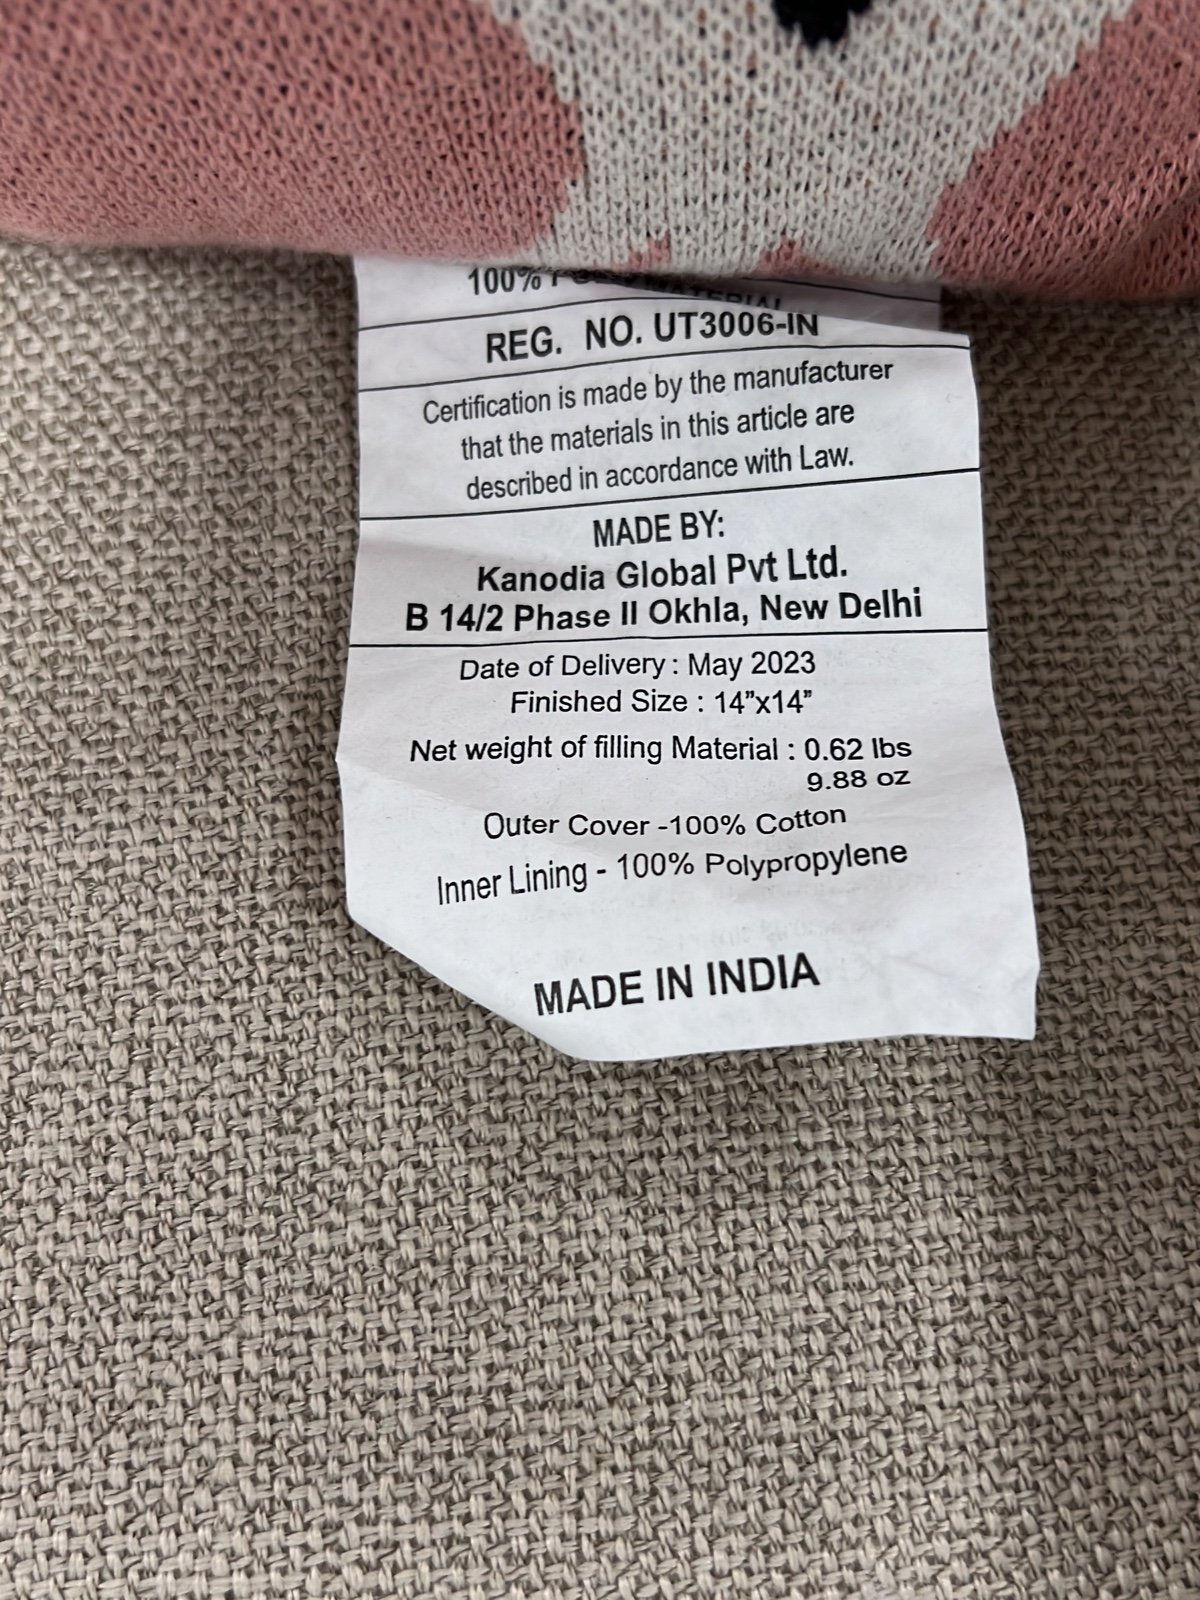 100%
REG. NO. UT3006-IN
Certification is made by the manufacturer
that the materials in this article are
described in accordance with Law.
MADE BY:
Kanodia Global Pvt Ltd.
B 14/2 Phase II Okhla, New Delhi
Date of Delivery : May 2023
Finished Size : 14”x14”
Net weight of filling Material : 0.62 lbs
9.88 oz
Outer Cover -100% Cotton
Inner Lining - 100% Polypropylene
MADE IN INDIA